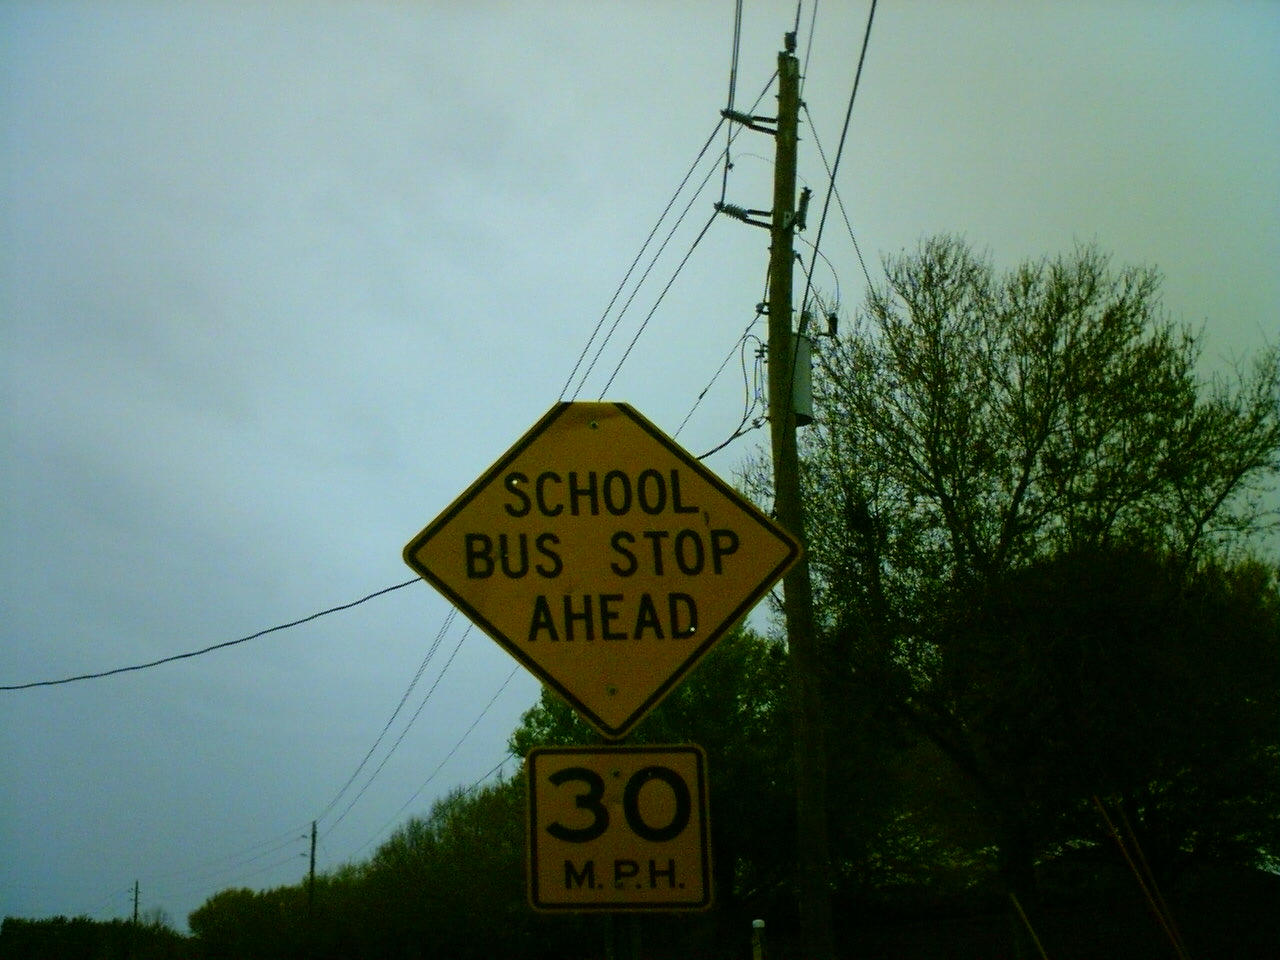 SCHOOL
BUS STOP
AHEAD
30
M.P.H.